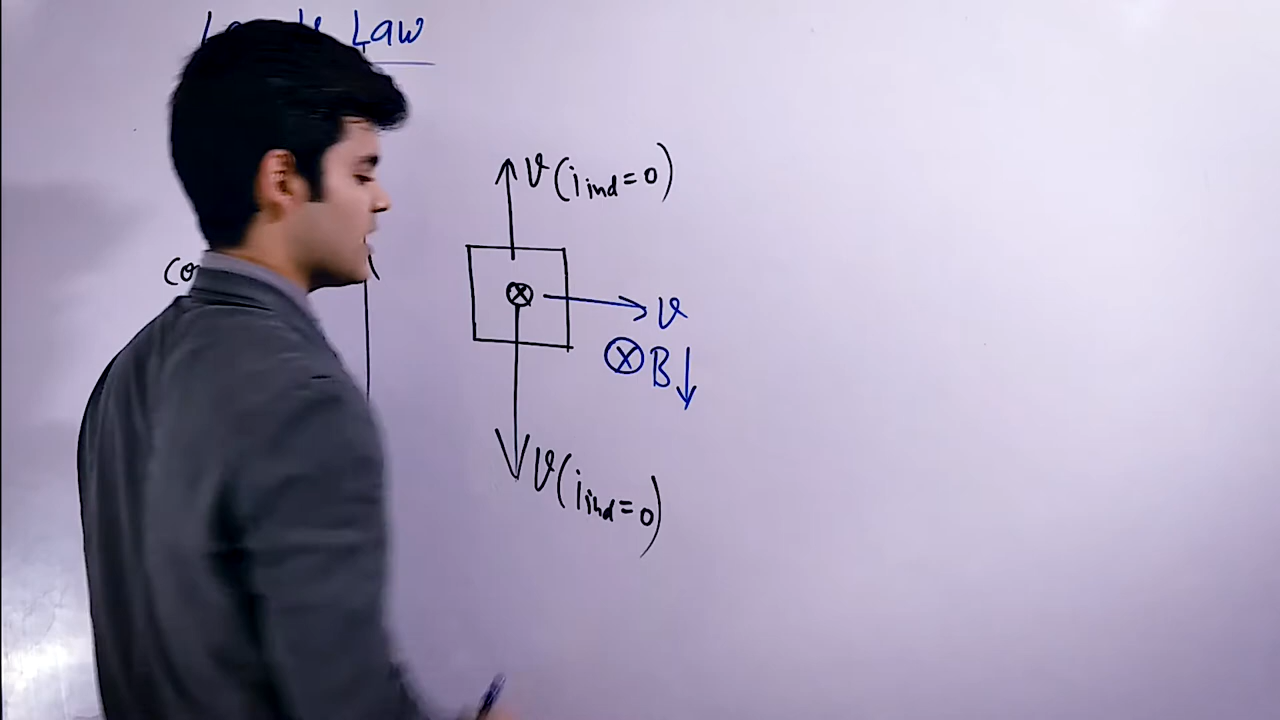 Law
v (i ind = 0)
v
⊗ B ↓
v (i ind = 0)